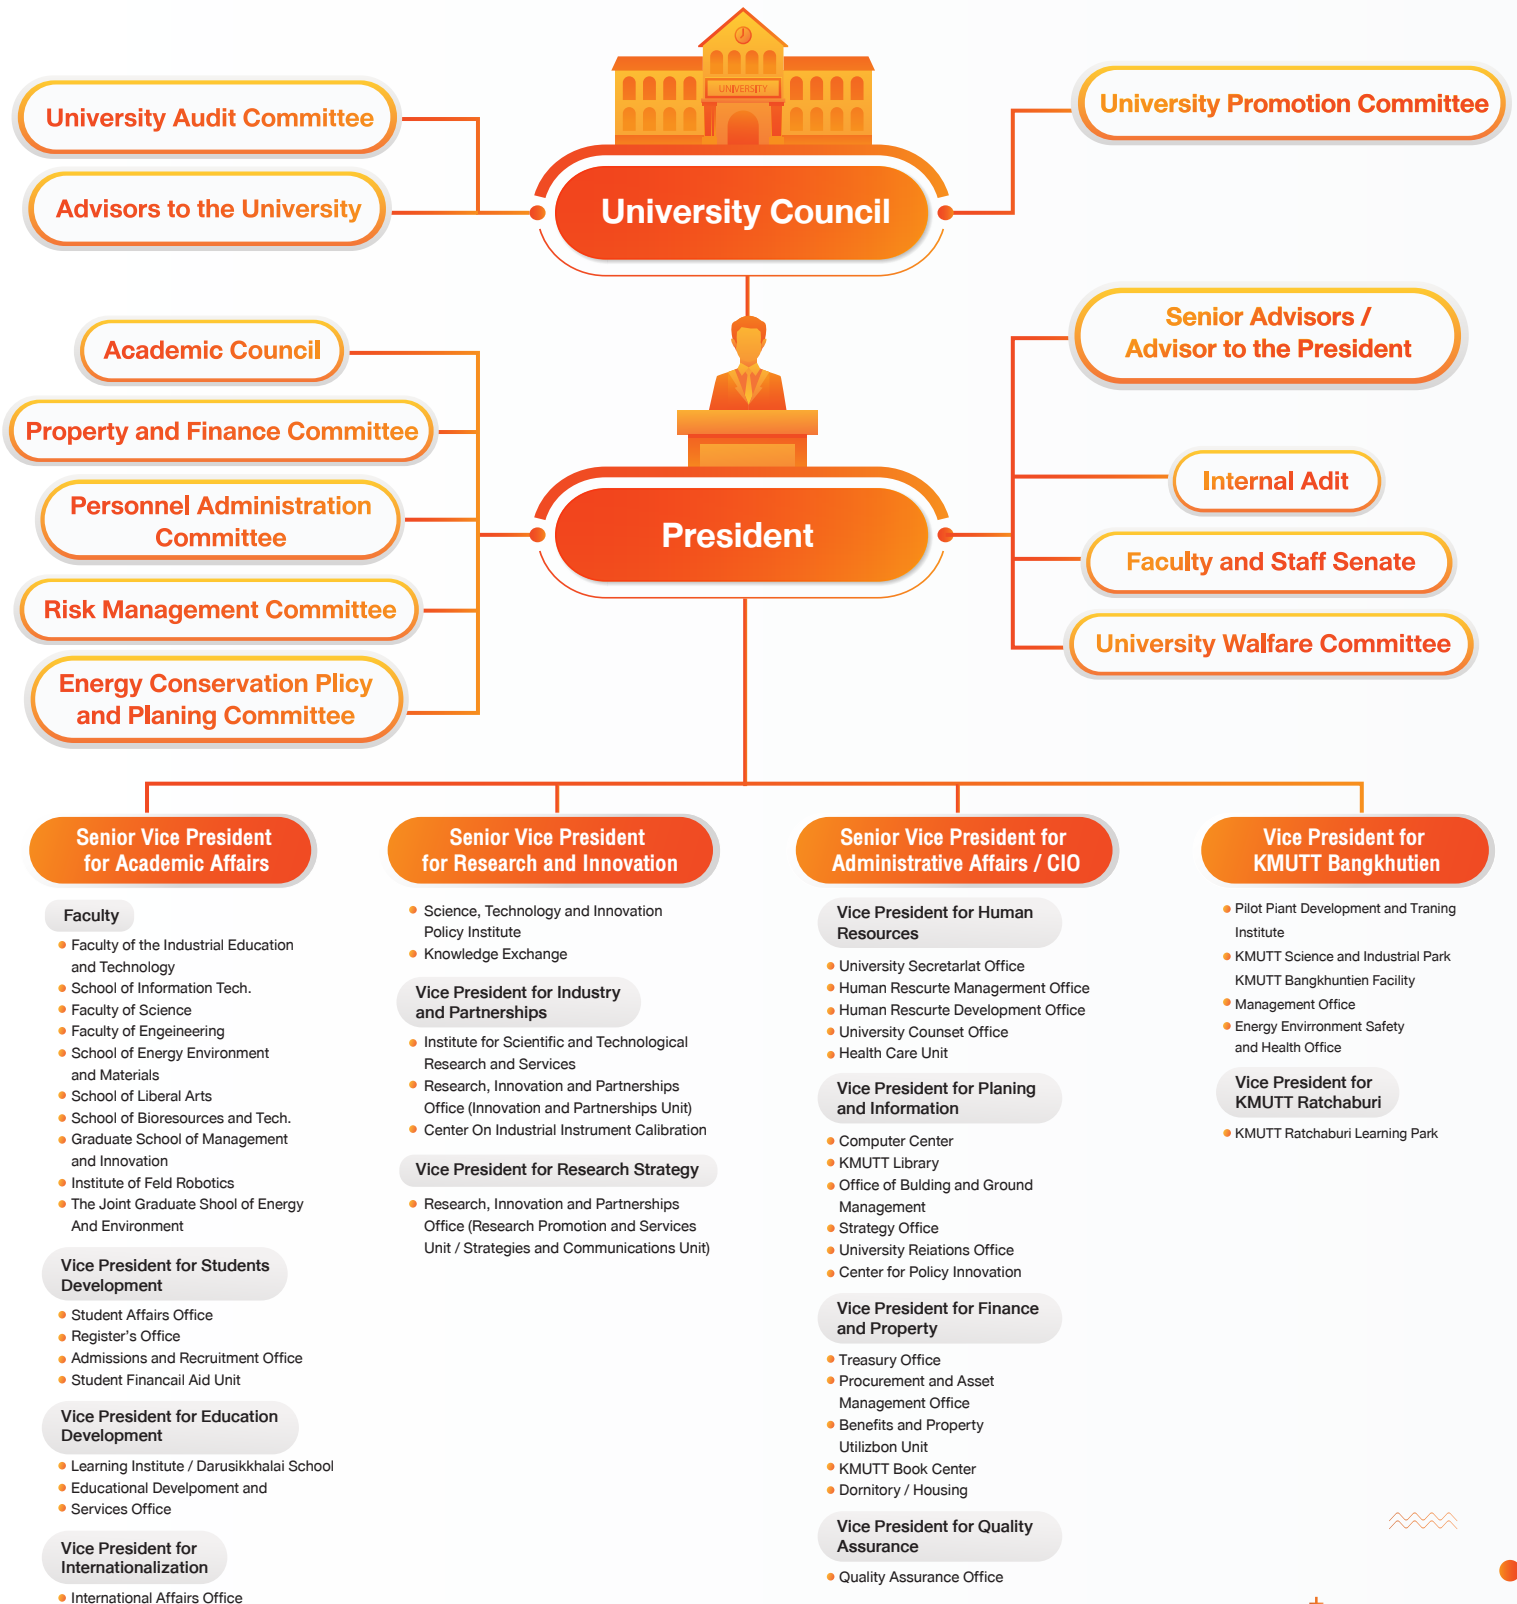 UNIVERSITY
University Audit Committee
Advisors to the University
University Council
University Promotion Committee
Academic Council
Property and Finance Committee
Personnel Administration
Committee
Risk Management Committee
Energy Conservation Plicy
and Planing Committee
President
Senior Advisors /
Advisor to the President
Internal Adit
Faculty and Staff Senate
University Walfare Committee
Senior Vice President
for Academic Affairs
Faculty
Faculty of the Industrial Education
and Technology
School of Information Tech.
Faculty of Science
Faculty of Engeineering
School of Energy Environment
and Materials
School of Liberal Arts
School of Bioresources and Tech.
Graduate School of Management
and Innovation
Institute of Feld Robotics
The Joint Graduate Shool of Energy
And Environment
Vice President for Students
Development
Student Affairs Office
Register's Office
Admissions and Recruitment Office
Student Financail Aid Unit
Vice President for Education
Development
Learning Institute / Darusikkhalai School
Educational Develpoment and
Services Office
Vice President for
Internationalization
International Affairs Office
Senior Vice President
for Research and Innovation
Science, Technology and Innovation
Policy Institute
Knowledge Exchange
Vice President for Industry
and Partnerships
Institute for Scientific and Technological
Research and Services
Research, Innovation and Partnerships
Office (Innovation and Partnerships Unit)
Center On Industrial Instrument Calibration
Vice President for Research Strategy
Research, Innovation and Partnerships
Office (Research Promotion and Services
Unit / Strategies and Communications Unit)
Senior Vice President for
Administrative Affairs / CIO
Vice President for Human
Resources
University Secretarlat Office
Human Rescurte Managerment Office
Human Rescurte Development Office
University Counset Office
Health Care Unit
Vice President for Planing
and Information
Computer Center
KMUTT Library
Office of Bulding and Ground
Management
Strategy Office
University Reiations Office
Center for Policy Innovation
Vice President for Finance
and Property
Treasury Office
Procurement and Asset
Management Office
Benefits and Property
Utilizbon Unit
KMUTT Book Center
Dornitory / Housing
Vice President for Quality
Assurance
Quality Assurance Office
Vice President for
KMUTT Bangkhutien
Pilot Piant Development and Traning
Institute
KMUTT Science and Industrial Park
KMUTT Bangkhuntien Facility
Management Office
Energy Envirronment Safety
and Health Office
Vice President for
KMUTT Ratchaburi
KMUTT Ratchaburi Learning Park